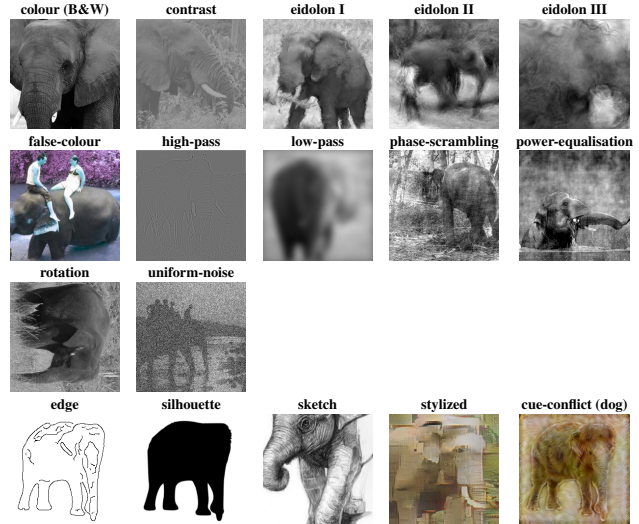 colour (B&W) contrast eidolon I eidolon II eidolon III
false-colour high-pass low-pass phase-scrambling power-equalisation
rotation uniform-noise
edge silhouette sketch stylized cue-conflict (dog)